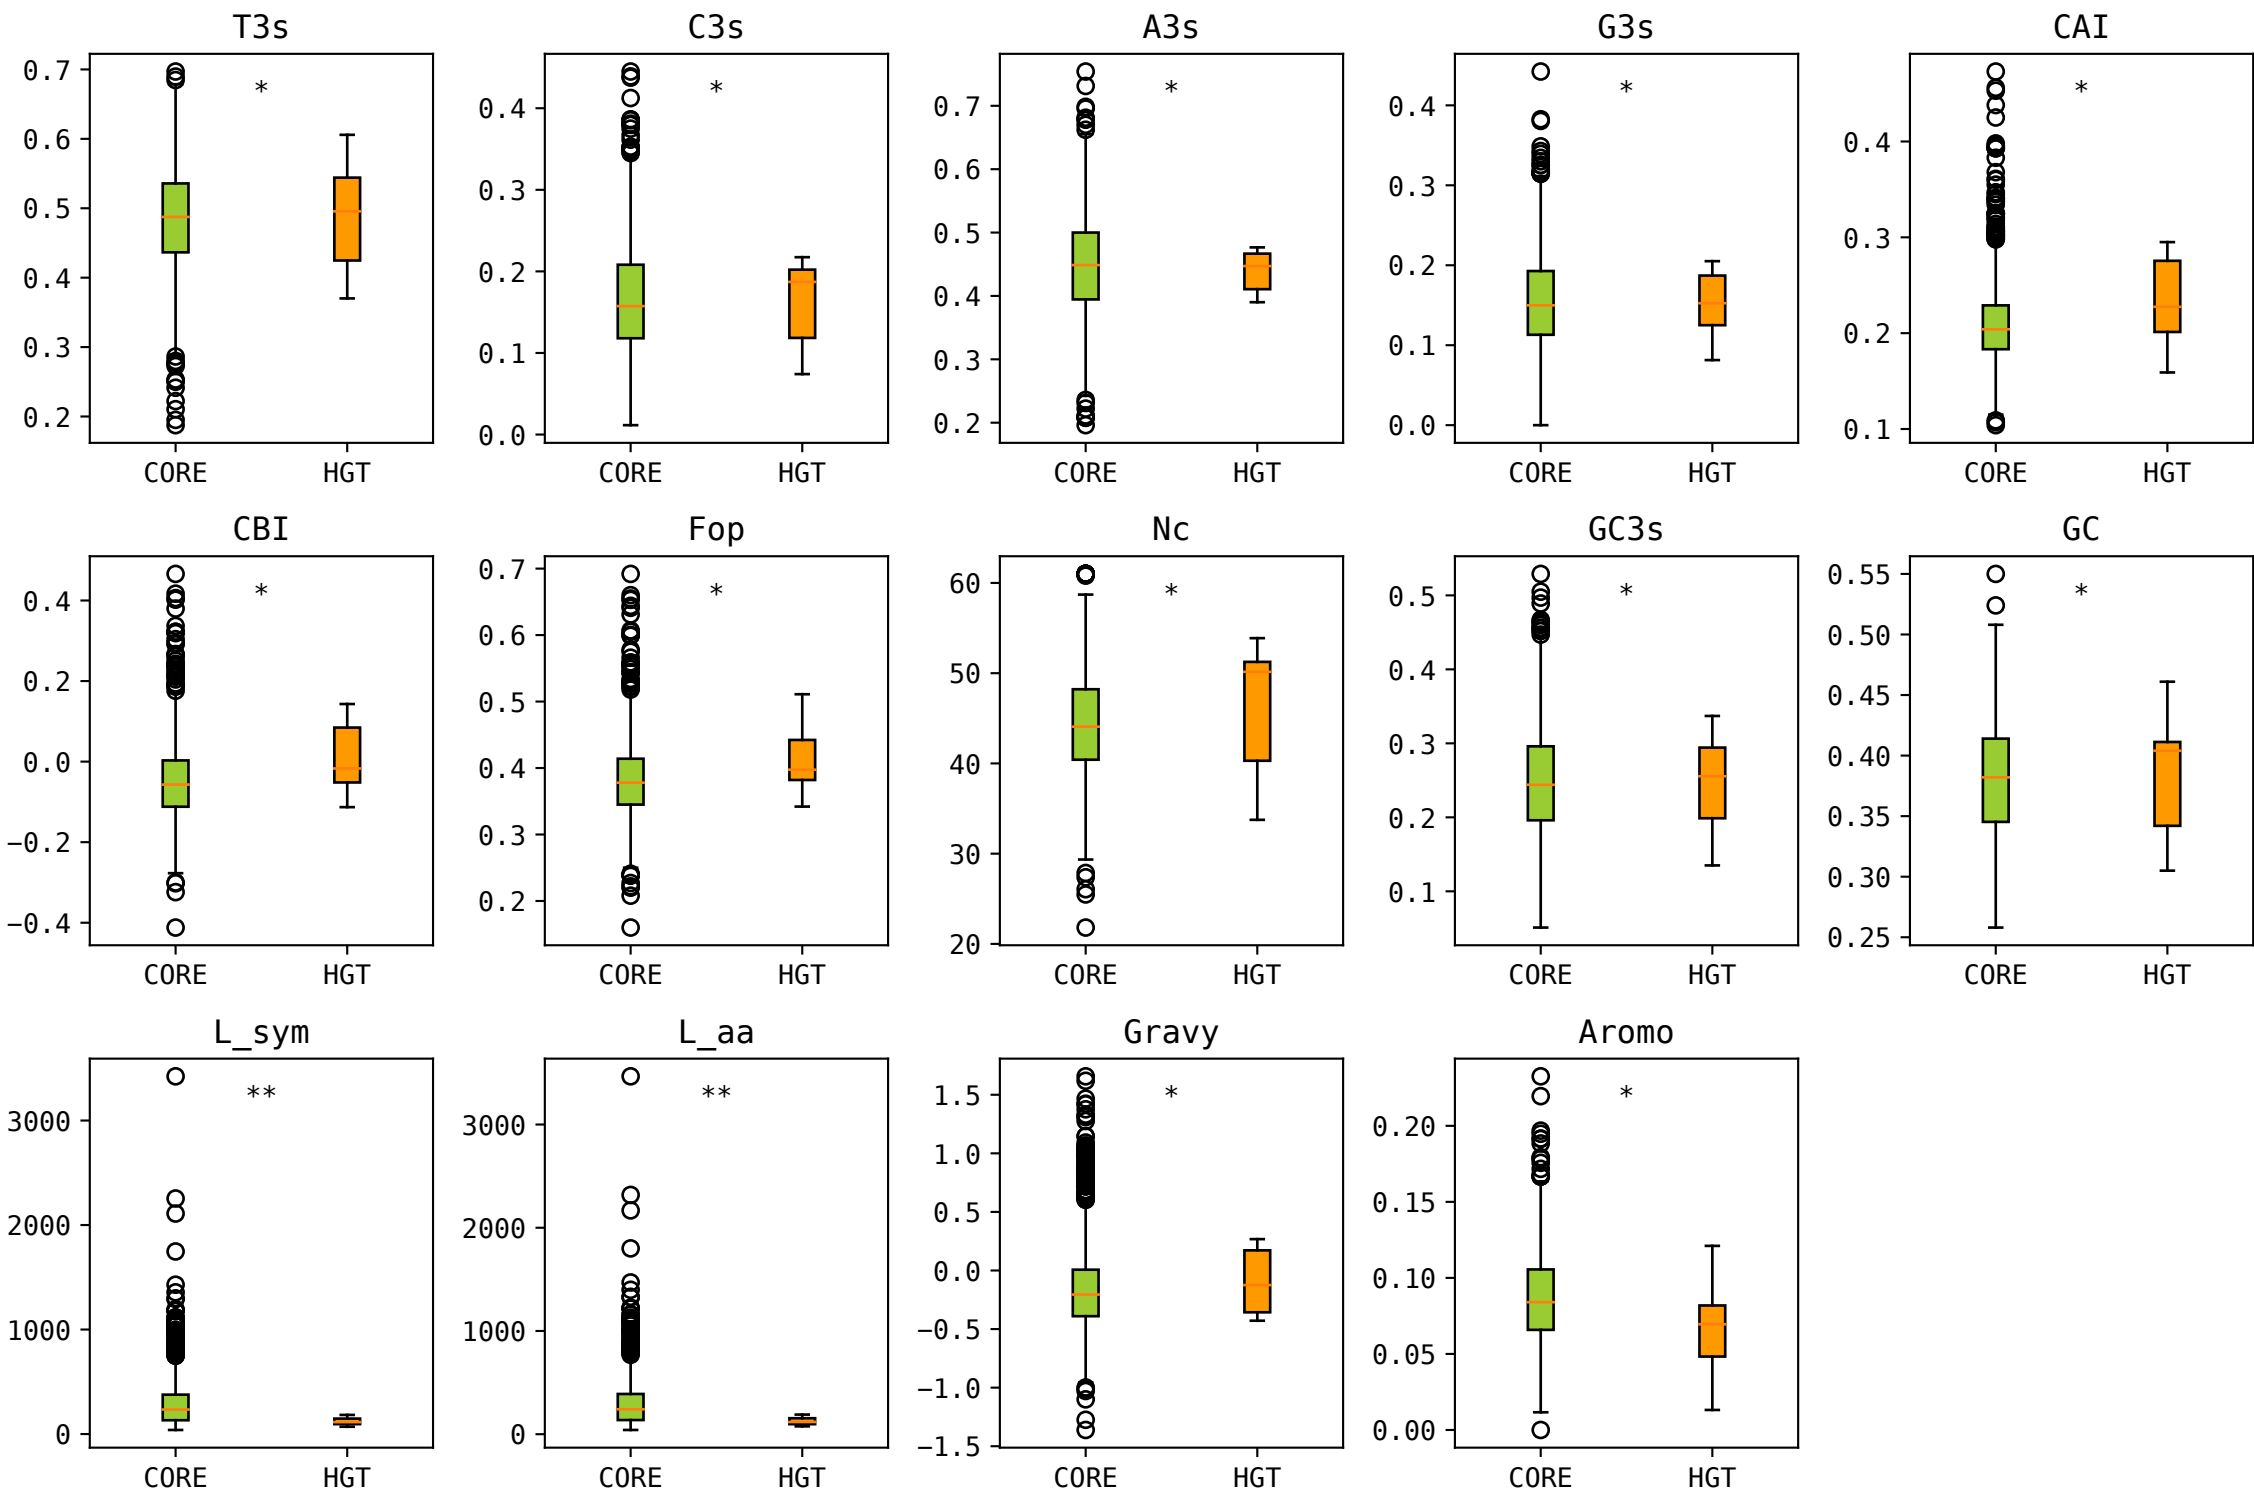 T3s C3s A3s G3s CAI
0.7 0.6 0.5 0.4 0.3 0.2
*
CORE HGT
0.4 0.3 0.2 0.1 0.0
*
CORE HGT
0.7 0.6 0.5 0.4 0.3 0.2
*
CORE HGT
0.4 0.3 0.2 0.1 0.0
*
CORE HGT
0.4 0.3 0.2 0.1
*
CORE HGT
CBI Fop Nc GC3s GC
0.4 0.2 0.0 −0.2 −0.4
*
CORE HGT
0.7 0.6 0.5 0.4 0.3 0.2
*
CORE HGT
60 50 40 30 20
*
CORE HGT
0.5 0.4 0.3 0.2 0.1
*
CORE HGT
0.55 0.50 0.45 0.40 0.35 0.30 0.25
*
CORE HGT
L_sym L_aa Gravy Aromo
3000 2000 1000 0
**
CORE HGT
3000 2000 1000 0
**
CORE HGT
1.5 1.0 0.5 0.0 −0.5 −1.0 −1.5
*
CORE HGT
0.20 0.15 0.10 0.05 0.00
*
CORE HGT